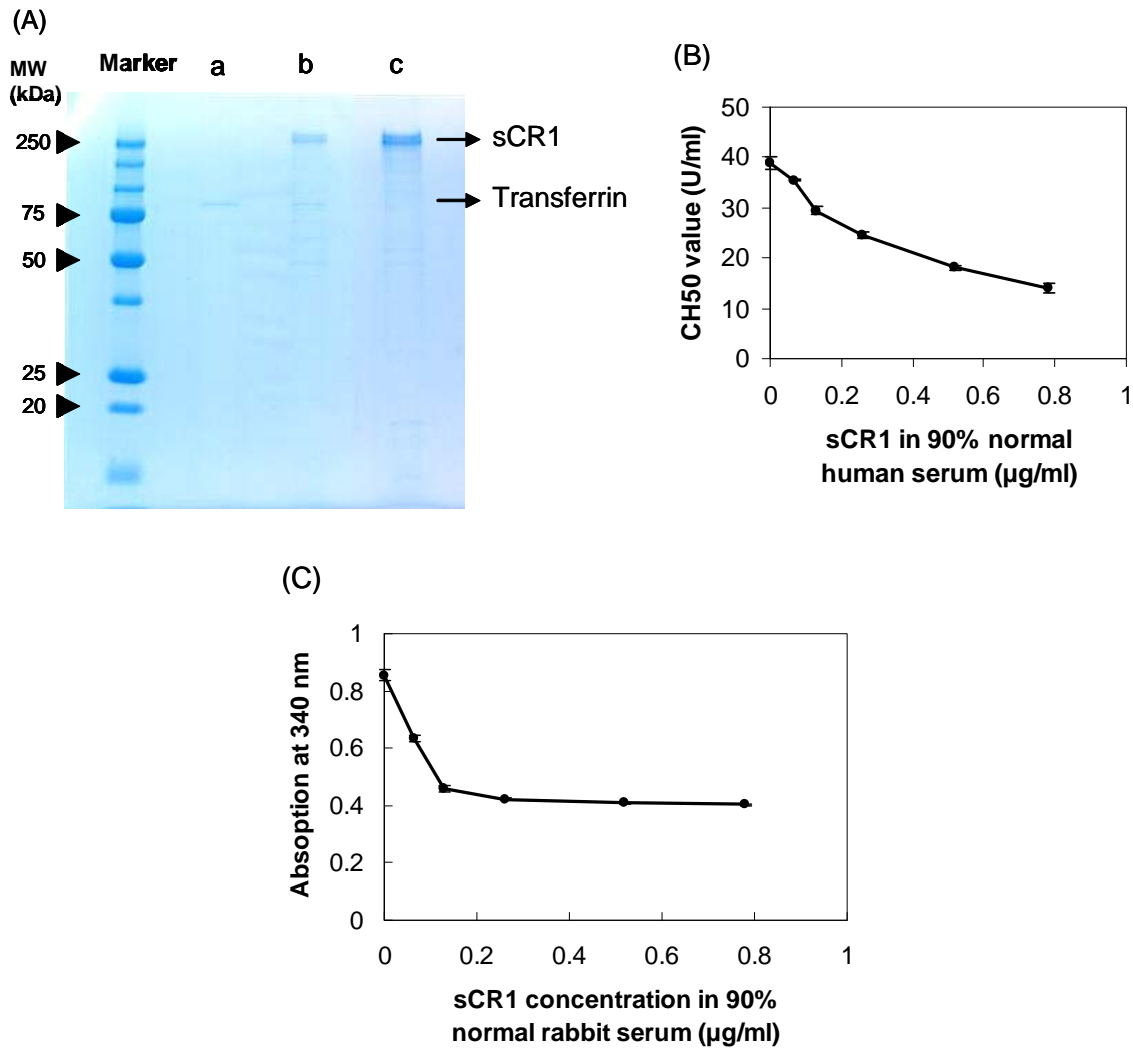 (A)
MW
(kDa)
Marker a b c
250
75
50
25
20
sCR1
Transferrin
(B)
CH50 value (U/ml)
50
40
30
20
10
0
0 0.2 0.4 0.6 0.8 1
sCR1 in 90% normal
human serum (µg/ml)
(C)
Absoption at 340 nm
1
0.8
0.6
0.4
0.2
0
0 0.2 0.4 0.6 0.8 1
sCR1 concentration in 90%
normal rabbit serum (µg/ml)